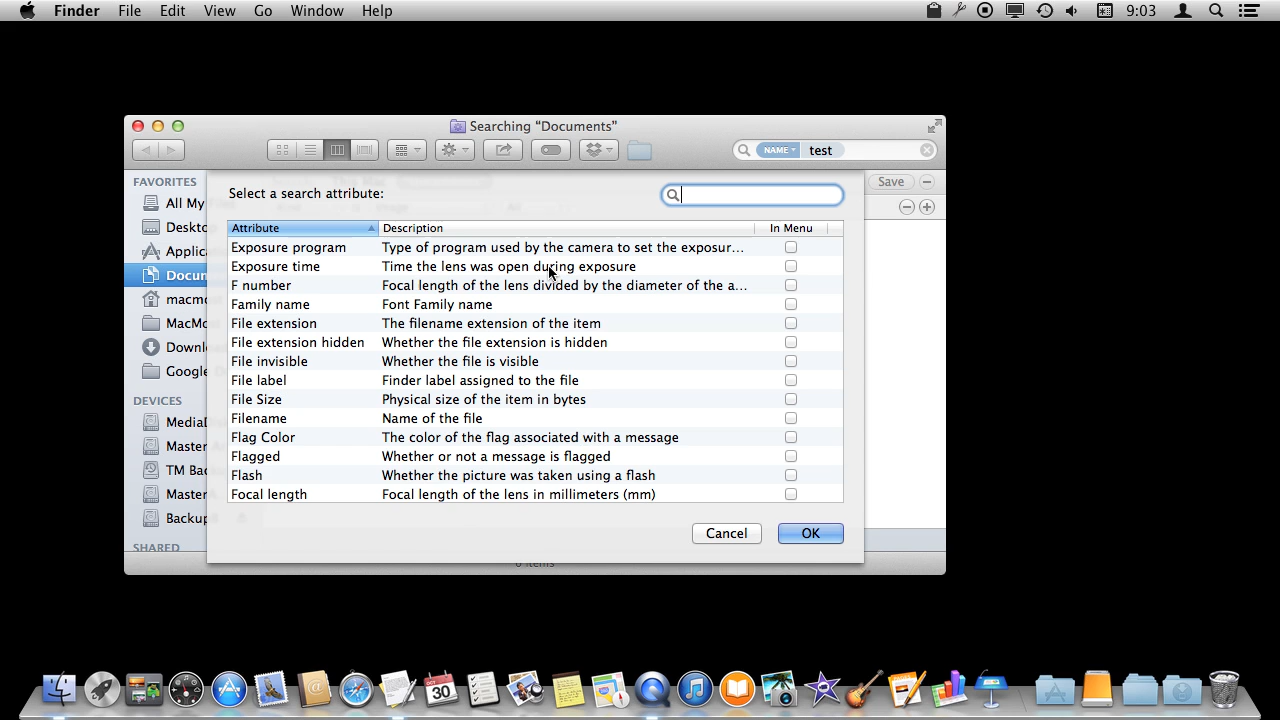 Finder File Edit View Go Window Help 9:03
Searching “Documents”
NAME test
FAVORITES
Select a search attribute:
Save
All My
Deskto
Applic
Docum
macmo
MacMo
Downl
Google
DEVICES
MediaD
Master
TM Bac
Master
Backup
SHARED
Attribute Description In Menu
Exposure program Type of program used by the camera to set the exposur...
Exposure time Time the lens was open during exposure
F number Focal length of the lens divided by the diameter of the a...
Family name Font Family name
File extension The filename extension of the item
File extension hidden Whether the file extension is hidden
File invisible Whether the file is visible
File label Finder label assigned to the file
File Size Physical size of the item in bytes
Filename Name of the file
Flag Color The color of the flag associated with a message
Flagged Whether or not a message is flagged
Flash Whether the picture was taken using a flash
Focal length Focal length of the lens in millimeters (mm)
Cancel OK
OCT
30